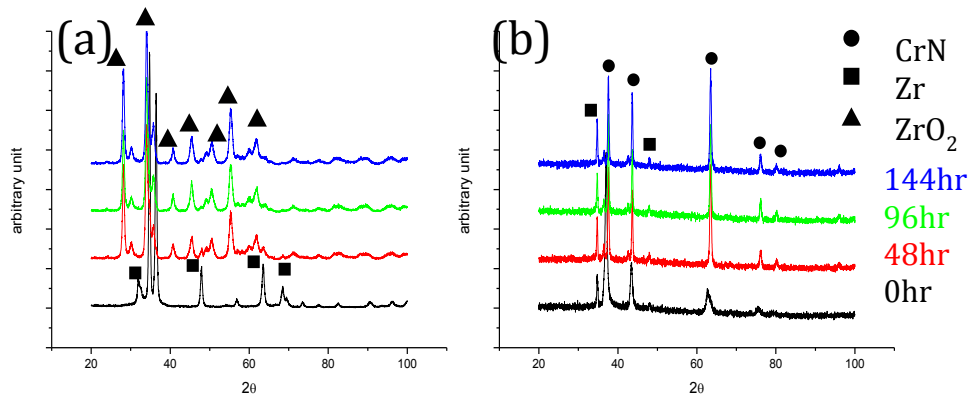 (a)
arbitrary unit
20 40 60 80 100
2θ
(b)
arbitrary unit
20 40 60 80 100
2θ
CrN
Zr
ZrO₂
144hr
96hr
48hr
0hr